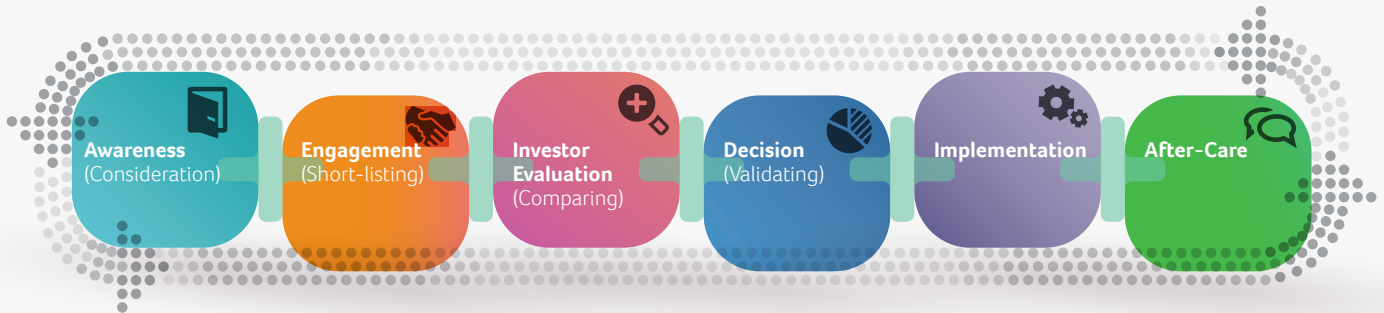 Awareness
(Consideration)
Engagement
(Short-listing)
Investor
Evaluation
(Comparing)
Decision
(Validating)
Implementation
After-Care